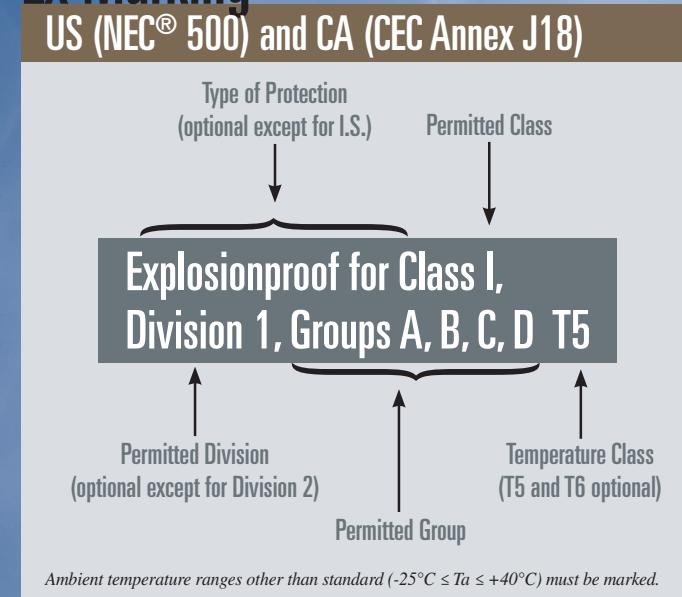 Ex Marking
US (NEC® 500) and CA (CEC Annex J18)
Type of Protection
(optional except for I.S.)
Permitted Class
Explosionproof for Class I,
Division 1, Groups A, B, C, D T5
Permitted Division
(optional except for Division 2)
Temperature Class
(T5 and T6 optional)
Permitted Group
Ambient temperature ranges other than standard (-25°C ≤ Ta ≤ +40°C) must be marked.